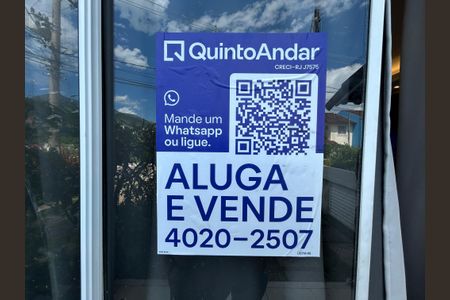 QuintoAndar
CRECI-RJ J7575
Mande um
Whatsapp
ou ligue.
ALUGA
E VENDE
4020-2507